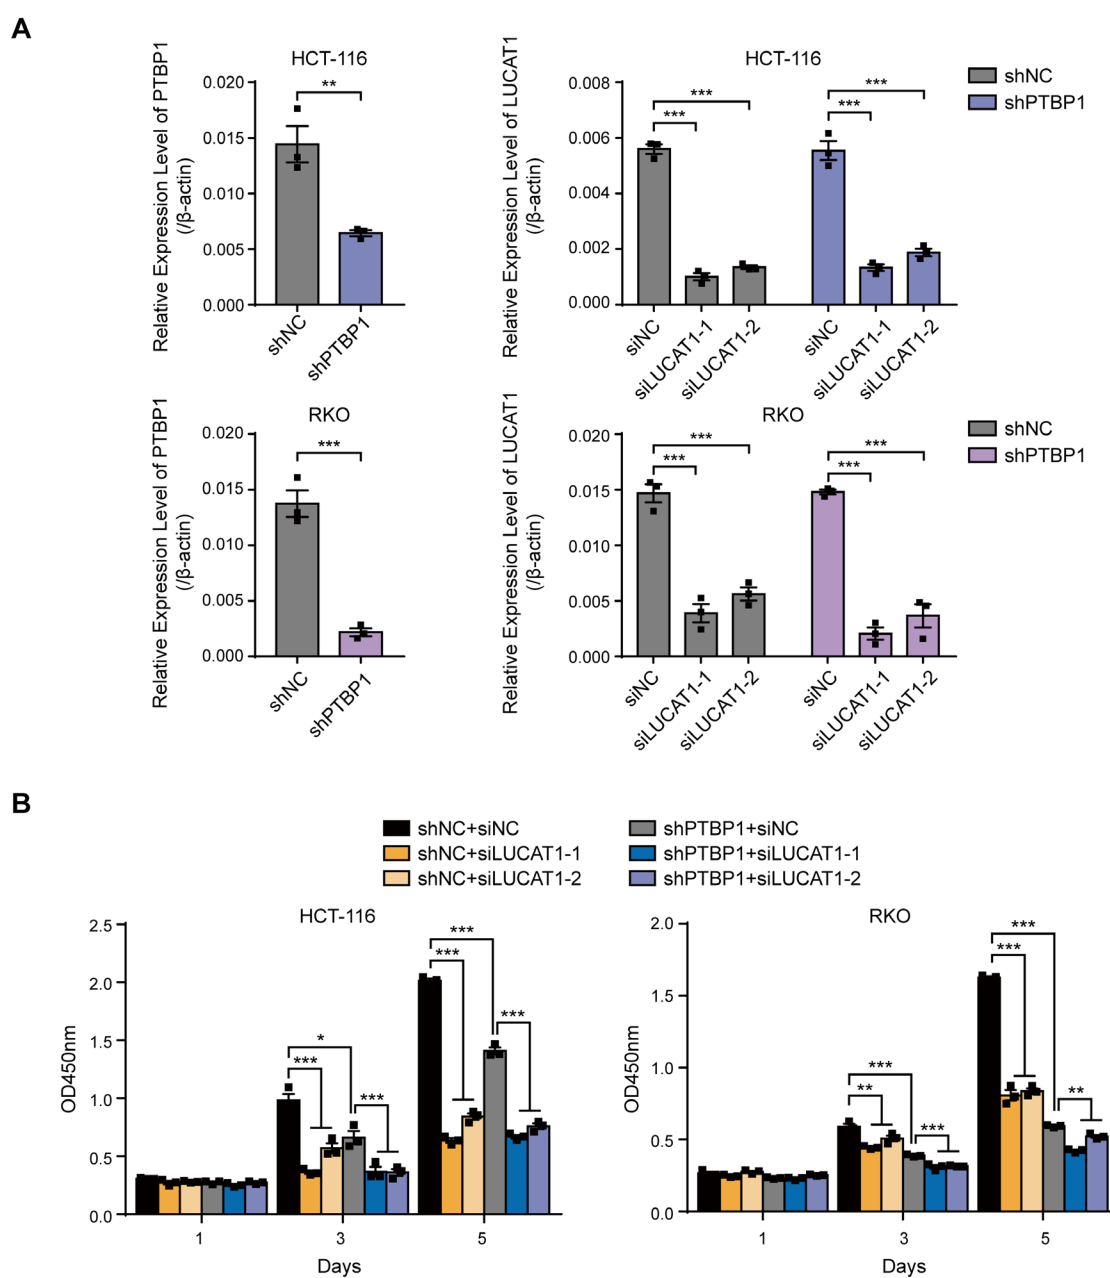 A
HCT-116
Relative Expression Level of PTBP1
(/β-actin)
0.020
0.015
0.010
0.005
0.000
**
shNC
shPTBP1
HCT-116
Relative Expression Level of LUCAT1
(/β-actin)
0.008
0.006
0.004
0.002
0.000
***
***
***
***
siNC
siLUCAT1-1
siLUCAT1-2
siNC
siLUCAT1-1
siLUCAT1-2
shNC
shPTBP1
RKO
Relative Expression Level of PTBP1
(/β-actin)
0.020
0.015
0.010
0.005
0.000
***
shNC
shPTBP1
RKO
Relative Expression Level of LUCAT1
(/β-actin)
0.020
0.015
0.010
0.005
0.000
***
***
***
***
siNC
siLUCAT1-1
siLUCAT1-2
siNC
siLUCAT1-1
siLUCAT1-2
shNC
shPTBP1
B
shNC+siNC
shNC+siLUCAT1-1
shNC+siLUCAT1-2
shPTBP1+siNC
shPTBP1+siLUCAT1-1
shPTBP1+siLUCAT1-2
HCT-116
OD450nm
2.5
2.0
1.5
1.0
0.5
0.0
*
***
***
***
***
***
1
3
5
Days
RKO
OD450nm
2.0
1.5
1.0
0.5
0.0
***
**
***
***
***
**
1
3
5
Days